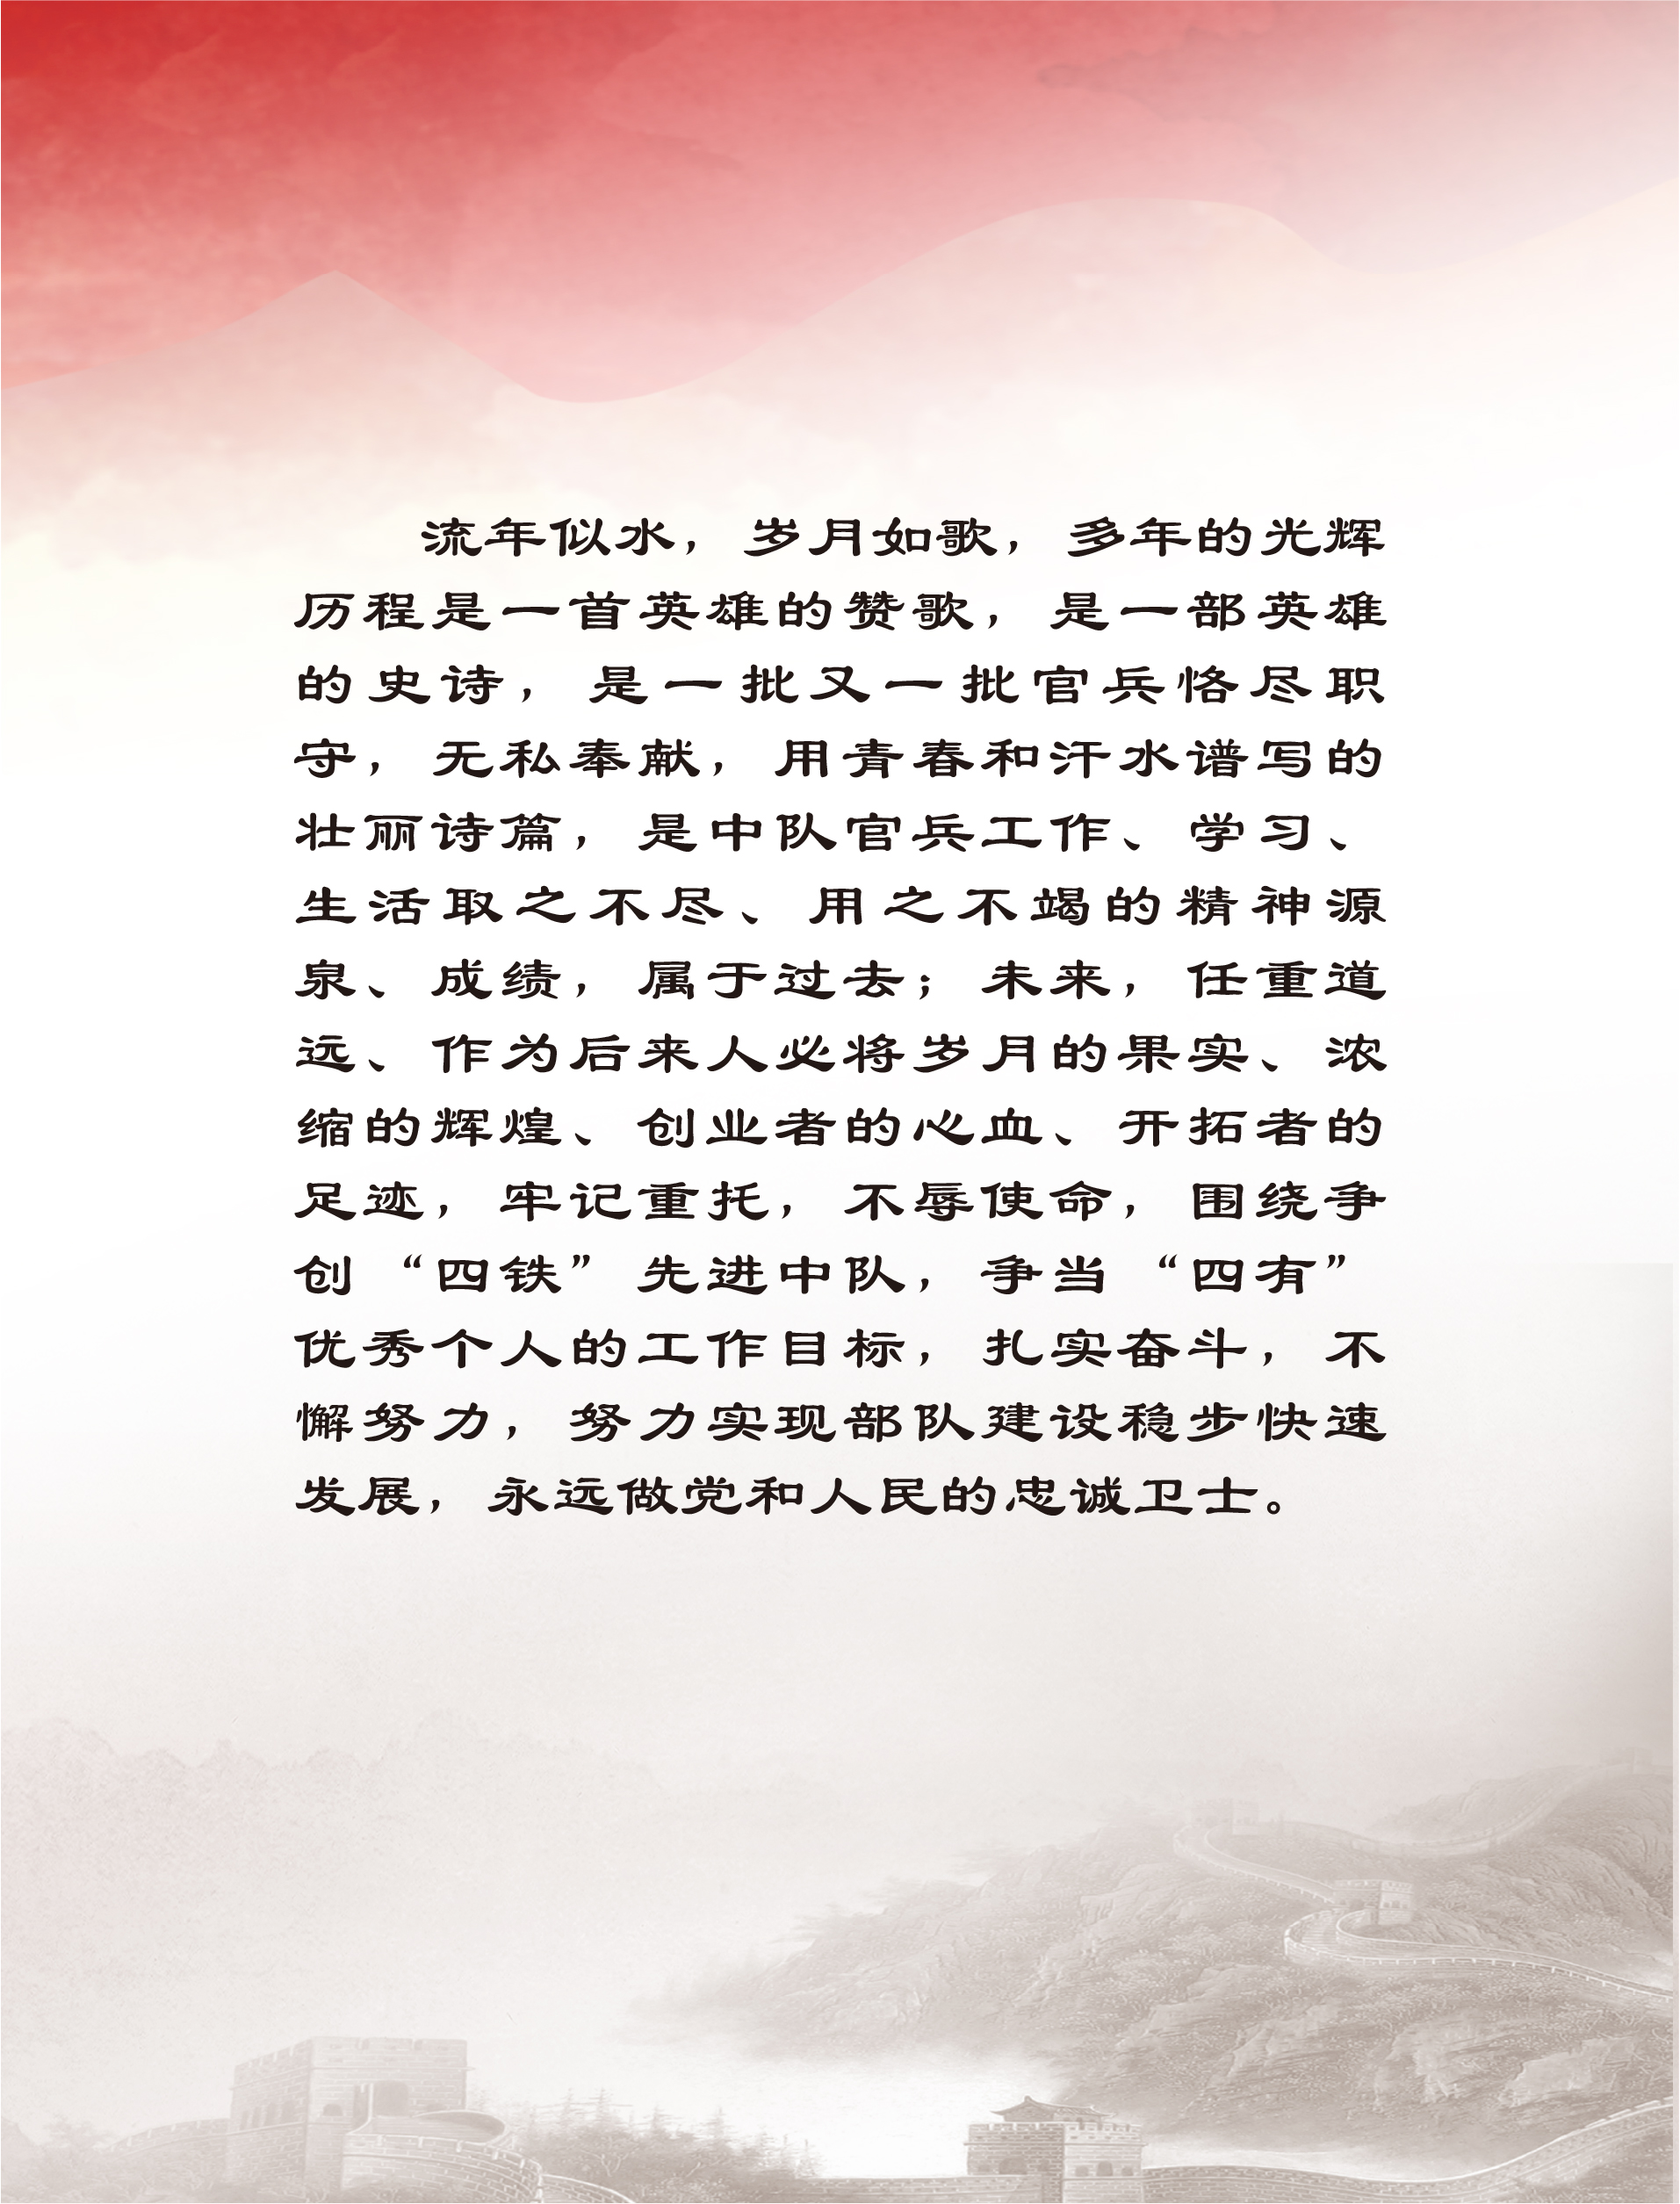 流年似水，岁月如歌，多年的光辉
历程是一首英雄的赞歌，是一部英雄
的史诗，是一批又一批官兵恪尽职
守，无私奉献，用青春和汗水谱写的
壮丽诗篇，是中队官兵工作、学习、
生活取之不尽、用之不竭的精神源
泉、成绩，属于过去；未来，任重道
远、作为后来人必将岁月的果实、浓
缩的辉煌、创业者的心血、开拓者的
足迹，牢记重托，不辱使命，围绕争
创“四铁”先进中队，争当“四有”
优秀个人的工作目标，扎实奋斗，不
懈努力，努力实现部队建设稳步快速
发展，永远做党和人民的忠诚卫士。